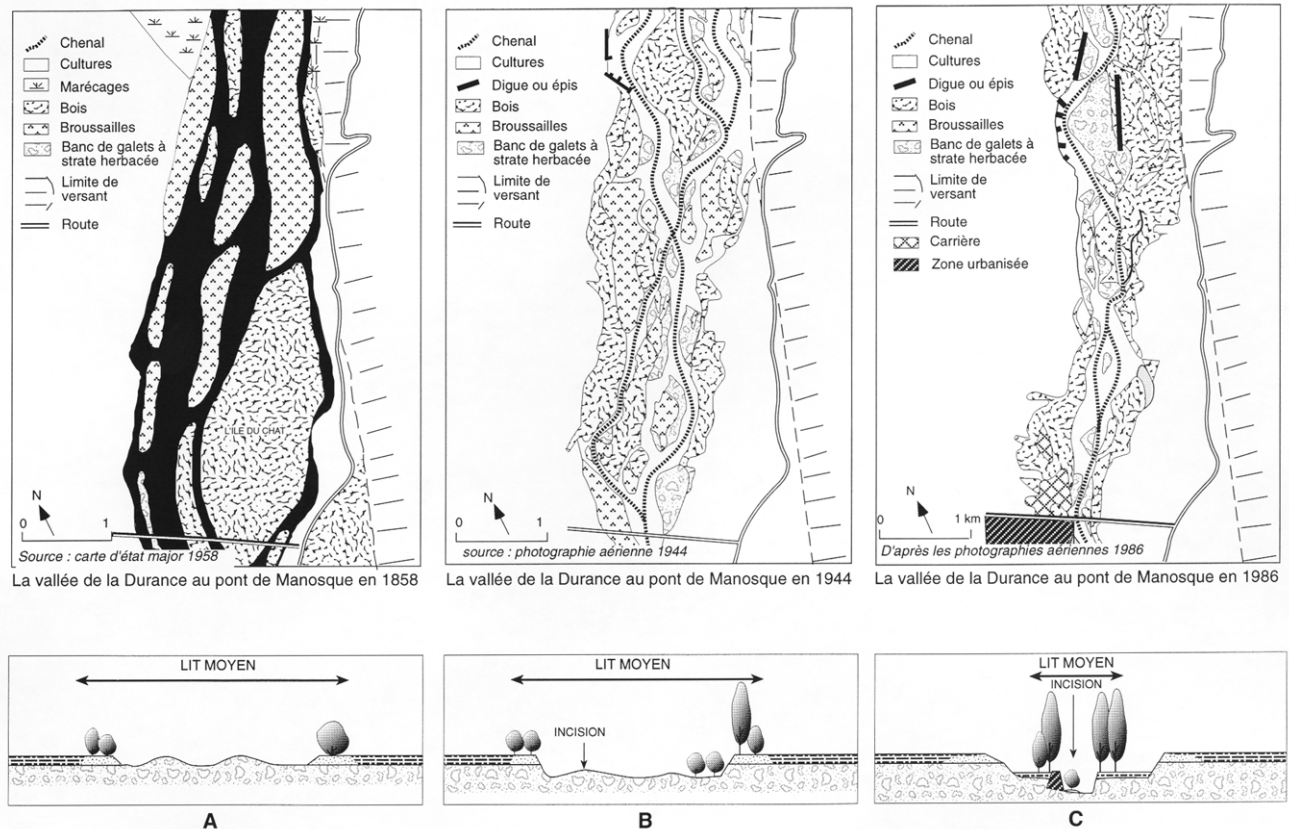 Chenal
Cultures
Marécages
Bois
Broussailles
Banc de galets à
strate herbacée
Limite de
versant
Route
L'ILE DU CHAT
N
0 1
Source : carte d'état major 1958
La vallée de la Durance au pont de Manosque en 1858
Chenal
Cultures
Digue ou épis
Bois
Broussailles
Banc de galets à
strate herbacée
Limite de
versant
Route
N
0 1
source : photographie aérienne 1944
La vallée de la Durance au pont de Manosque en 1944
Chenal
Cultures
Digue ou épis
Bois
Broussailles
Banc de galets à
strate herbacée
Limite de
versant
Route
Carrière
Zone urbanisée
N
0 1 km
D'après les photographies aériennes 1986
La vallée de la Durance au pont de Manosque en 1986
LIT MOYEN
A
LIT MOYEN
INCISION
B
LIT MOYEN
INCISION
C